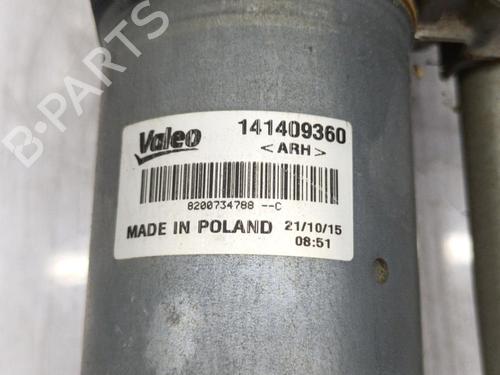 Valeo 141409360
<ARH>
8200734788 --C
MADE IN POLAND 21/10/15
08:51
B-PARTS